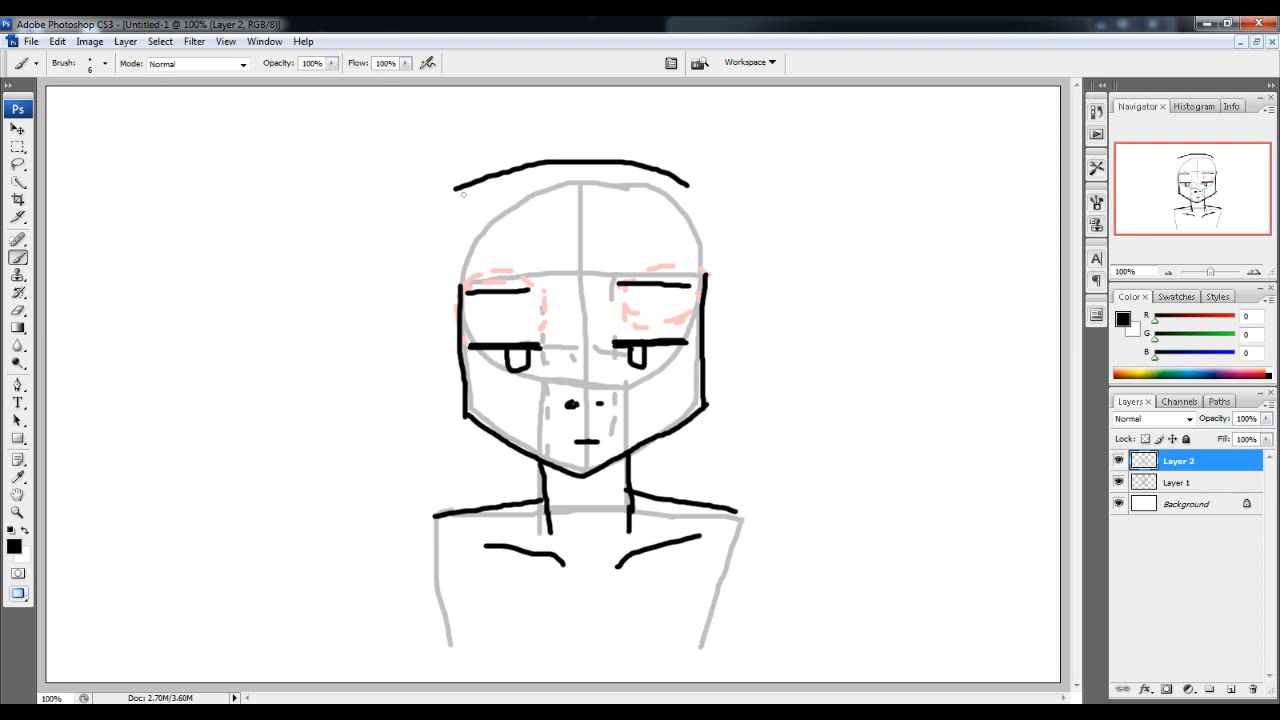 Adobe Photoshop CS3 - [Untitled-1 @ 100% (Layer 2, RGB/8)]
File Edit Image Layer Select Filter View Window Help
Brush: 6 Mode: Normal Opacity: 100% Flow: 100% Workspace
Ps
Navigator Histogram Info
100%
Color Swatches Styles
R 0
G 0
B 0
Layers Channels Paths
Normal Opacity: 100%
Lock: Fill: 100%
Layer 2
Layer 1
Background
100% Doc: 2.70M/3.60M